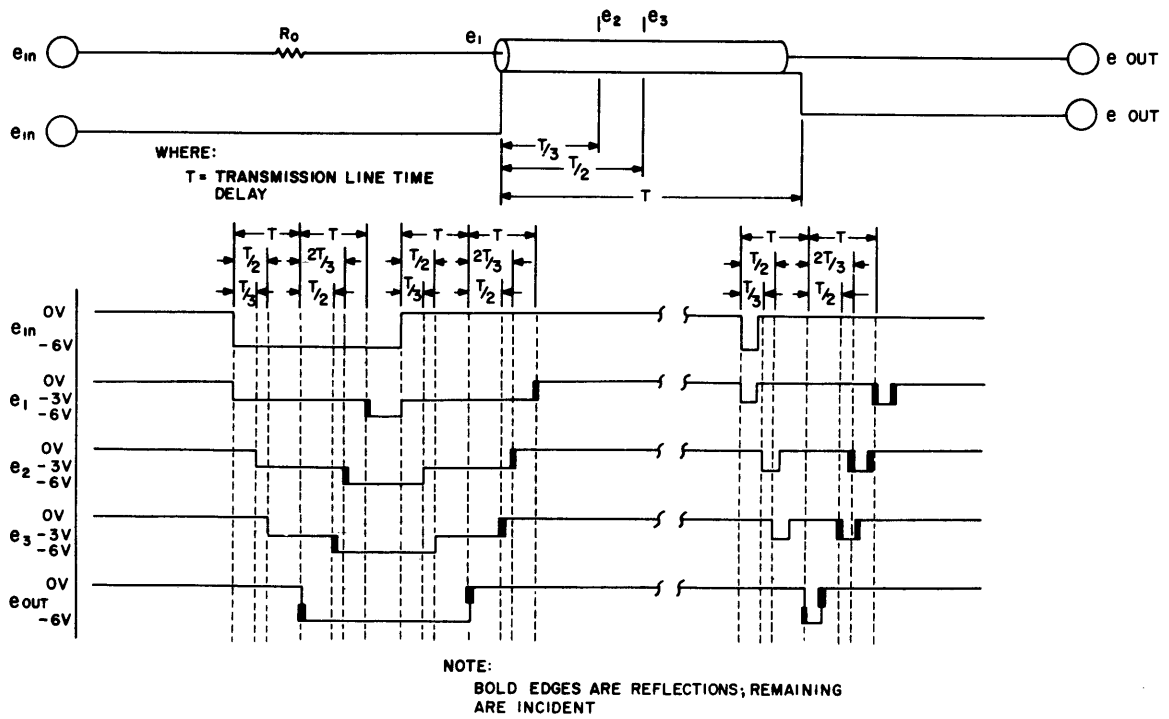 e2 e3
Ro e1
ein e OUT
ein e OUT
T/3
WHERE: T/2
T = TRANSMISSION LINE TIME DELAY
T
T T T T T T
T/2 2T/3 T/2 2T/3 T/2 2T/3
T/3 T/2 T/3 T/2 T/3 T/2
ein 0V
-6V
e1 0V
-3V
-6V
e2 0V
-3V
-6V
e3 0V
-3V
-6V
eOUT 0V
-6V
NOTE:
BOLD EDGES ARE REFLECTIONS; REMAINING
ARE INCIDENT